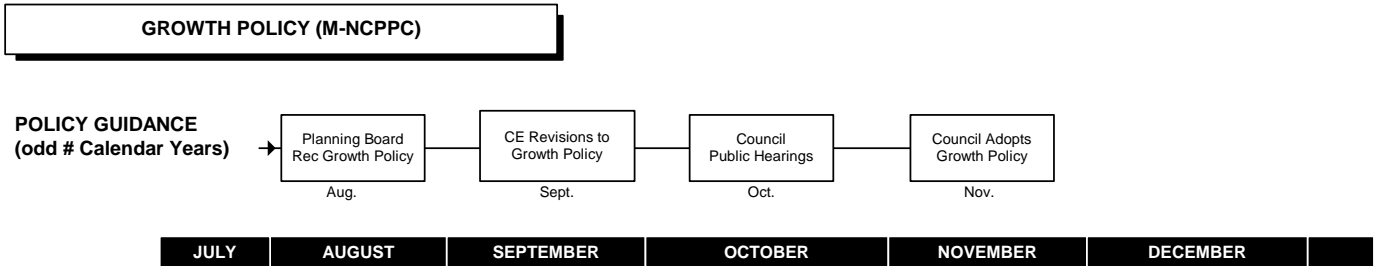 GROWTH POLICY (M-NCPPC)
POLICY GUIDANCE
(odd # Calendar Years)
Planning Board
Rec Growth Policy
Aug.
CE Revisions to
Growth Policy
Sept.
Council
Public Hearings
Oct.
Council Adopts
Growth Policy
Nov.
JULY AUGUST SEPTEMBER OCTOBER NOVEMBER DECEMBER